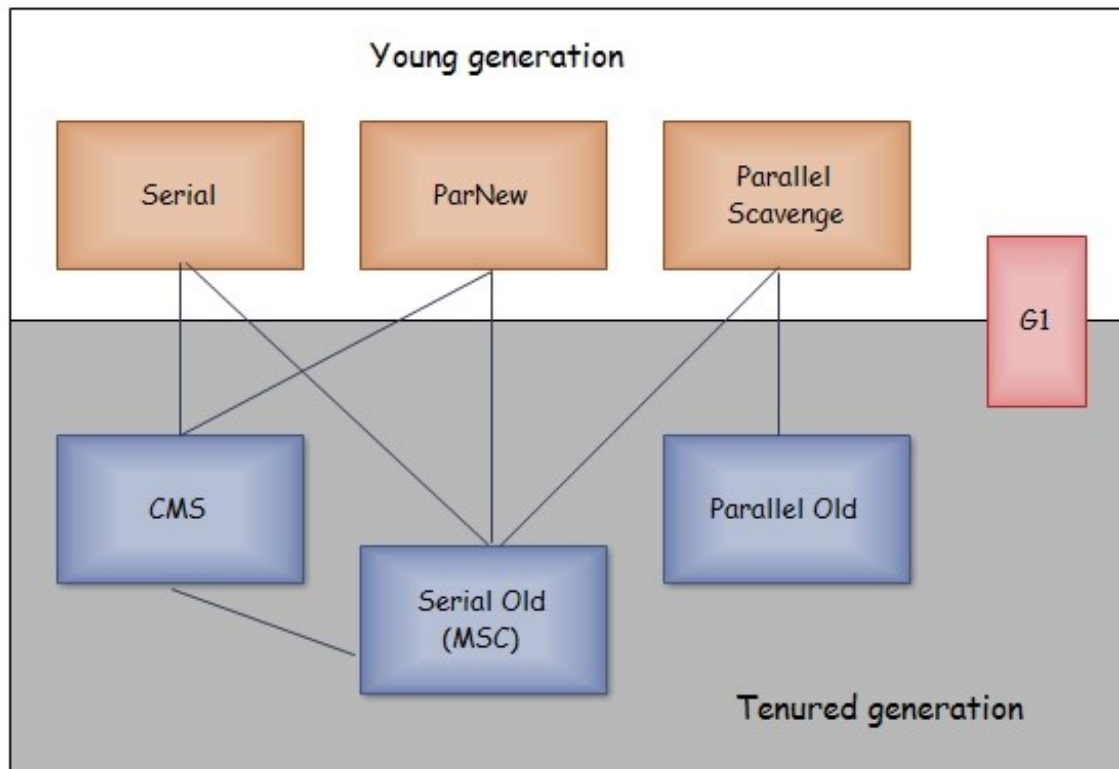 Young generation
Serial
ParNew
Parallel
Scavenge
G1
CMS
Parallel Old
Serial Old
(MSC)
Tenured generation